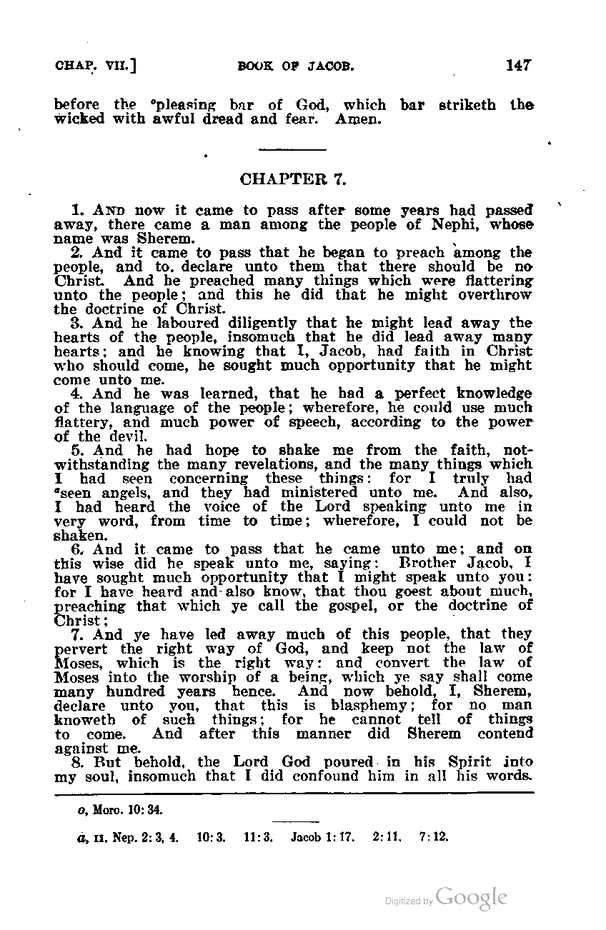 CHAP. VII.] BOOK OF JACOB. 147
before the °pleasing bar of God, which bar striketh the
wicked with awful dread and fear. Amen.
CHAPTER 7.
1. AND now it came to pass after some years had passed
away, there came a man among the people of Nephi, whose
name was Sherem.
2. And it came to pass that he began to preach among the
people, and to. declare unto them that there should be no
Christ. And he preached many things which were flattering
unto the people; and this he did that he might overthrow
the doctrine of Christ.
3. And he laboured diligently that he might lead away the
hearts of the people, insomuch that he did lead away many
hearts; and he knowing that I, Jacob, had faith in Christ
who should come, he sought much opportunity that he might
come unto me.
4. And he was learned, that he had a perfect knowledge
of the language of the people; wherefore, he could use much
flattery, and much power of speech, according to the power
of the devil.
5. And he had hope to shake me from the faith, not-
withstanding the many revelations, and the many things which
I had seen concerning these things: for I truly had
ᵃseen angels, and they had ministered unto me. And also,
I had heard the voice of the Lord speaking unto me in
very word, from time to time; wherefore, I could not be
shaken.
6. And it came to pass that he came unto me; and on
this wise did he speak unto me, saying: Brother Jacob, I
have sought much opportunity that I might speak unto you:
for I have heard and also know, that thou goest about much,
preaching that which ye call the gospel, or the doctrine of
Christ;
7. And ye have led away much of this people, that they
pervert the right way of God, and keep not the law of
Moses, which is the right way: and convert the law of
Moses into the worship of a being, which ye say shall come
many hundred years hence. And now behold, I, Sherem,
declare unto you, that this is blasphemy; for no man
knoweth of such things; for he cannot tell of things
to come. And after this manner did Sherem contend
against me.
8. But behold, the Lord God poured in his Spirit into
my soul, insomuch that I did confound him in all his words.
o, Moro. 10: 34.
a, II. Nep. 2: 3, 4. 10: 3. 11: 3. Jacob 1: 17. 2: 11. 7: 12.
Digitized by Google